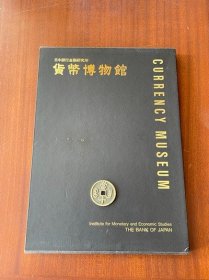 日本銀行金融研究所
貨幣博物館
CURRENCY MUSEUM
Institute for Monetary and Economic Studies
THE BANK OF JAPAN